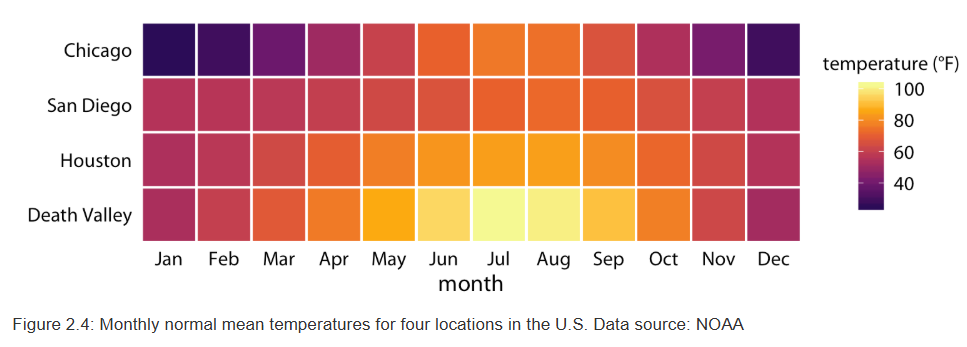 Chicago
San Diego
Houston
Death Valley
Jan Feb Mar Apr May Jun Jul Aug Sep Oct Nov Dec
month
temperature (°F)
100
80
60
40
Figure 2.4: Monthly normal mean temperatures for four locations in the U.S. Data source: NOAA